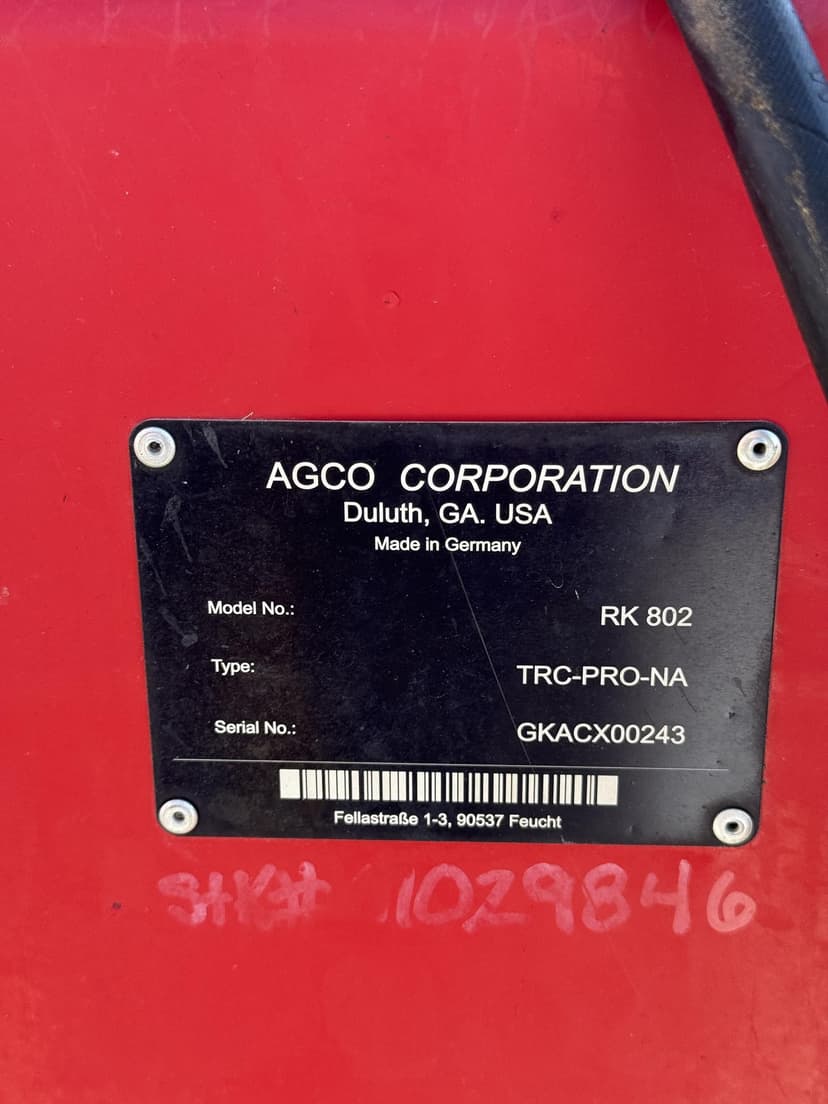 AGCO CORPORATION
Duluth, GA. USA
Made in Germany
Model No.: RK 802
Type: TRC-PRO-NA
Serial No.: GKACX00243
Fellastraße 1-3, 90537 Feucht
Stk# 1029846